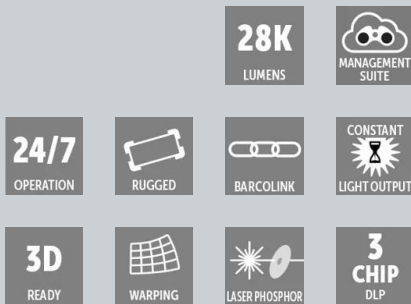 28K
LUMENS
MANAGEMENT
SUITE
24/7
OPERATION
RUGGED
BARCOLINK
CONSTANT
LIGHT OUTPUT
3D
READY
WARPING
LASER PHOSPHOR
3
CHIP
DLP